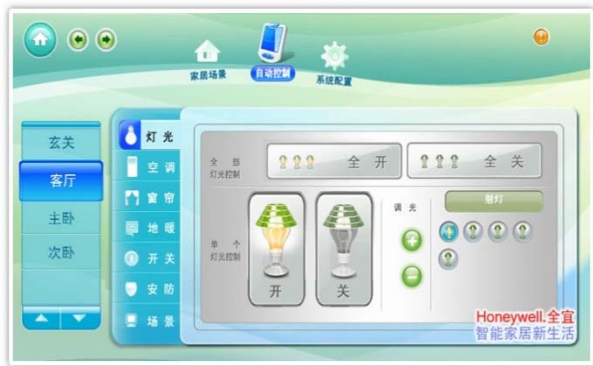 家居场景
自动控制
系统配置
玄关
客厅
主卧
次卧
灯光
空调
窗帘
地暖
开关
安防
场景
全部
灯光控制
全开
全关
单个
灯光控制
开
关
调光
射灯
Honeywell.全宜
智能家居新生活